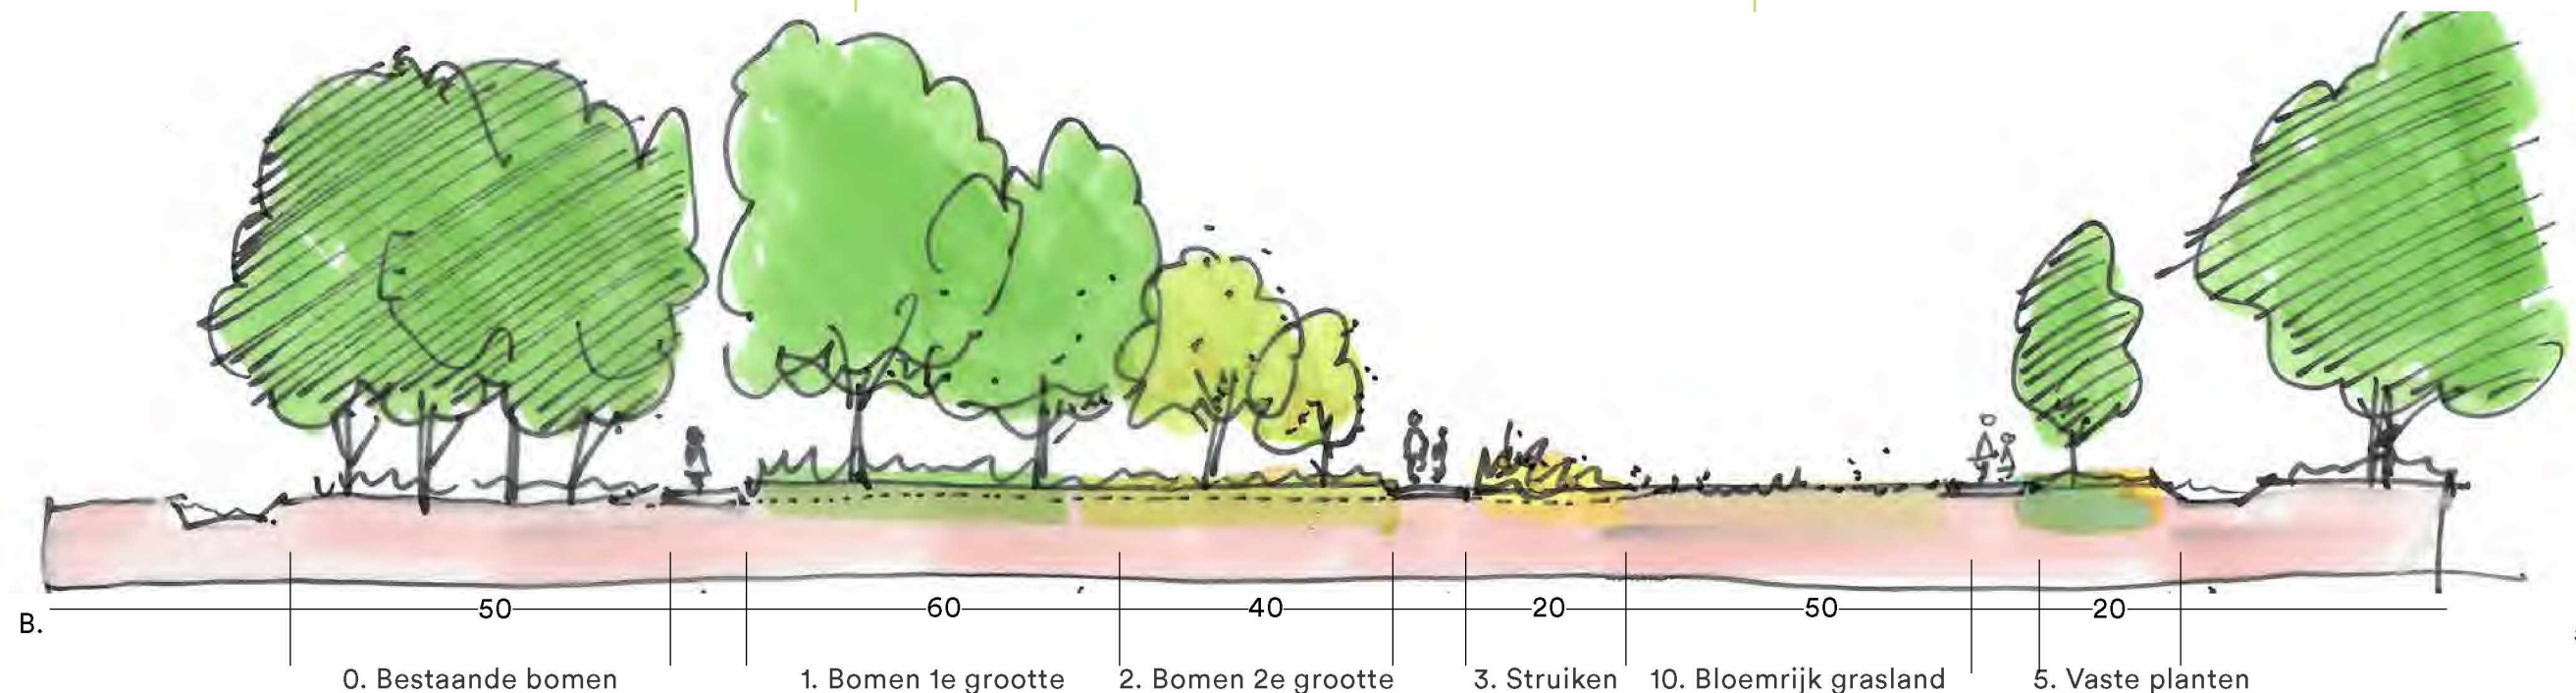 50 60 40 20 50 20
B.
0. Bestaande bomen 1. Bomen 1e grootte 2. Bomen 2e grootte 3. Struiken 10. Bloemrijk grasland 5. Vaste planten